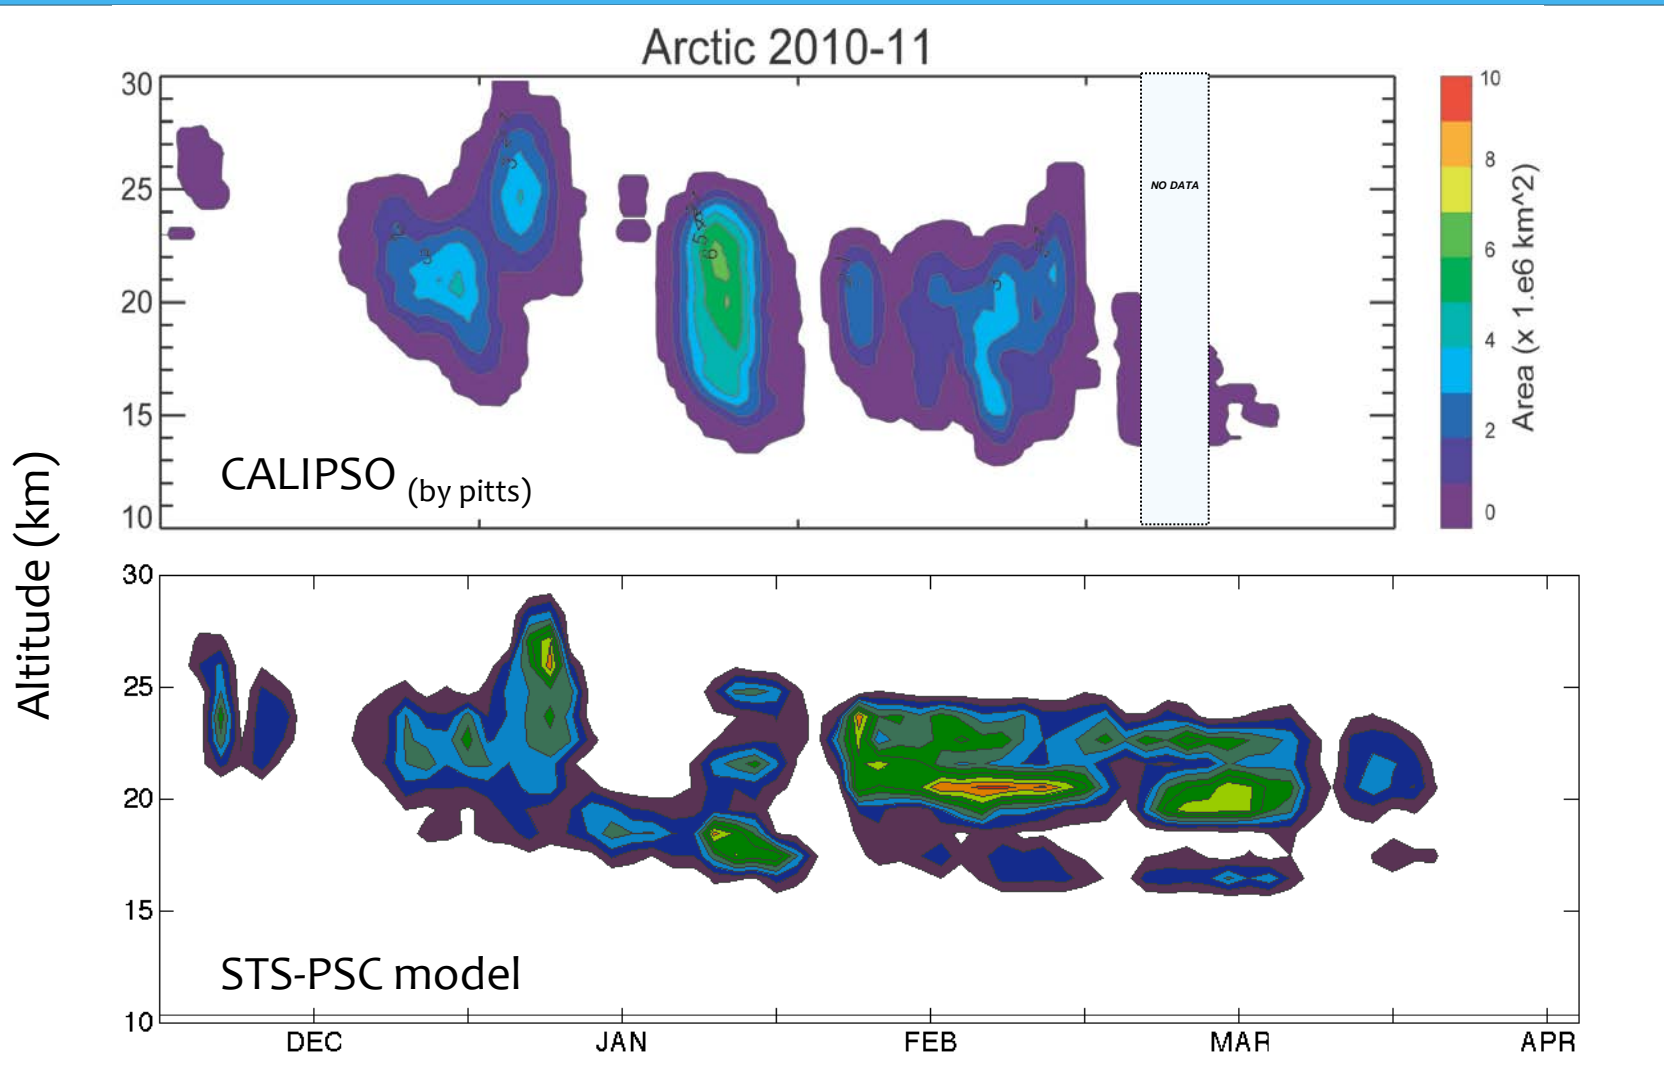 Arctic 2010-11
30
25
20
15
10
NO DATA
CALIPSO (by pitts)
10
8
6
4
2
0
Area (x 1.e6 km^2)
Altitude (km)
30
25
20
15
10
STS-PSC model
DEC JAN FEB MAR APR